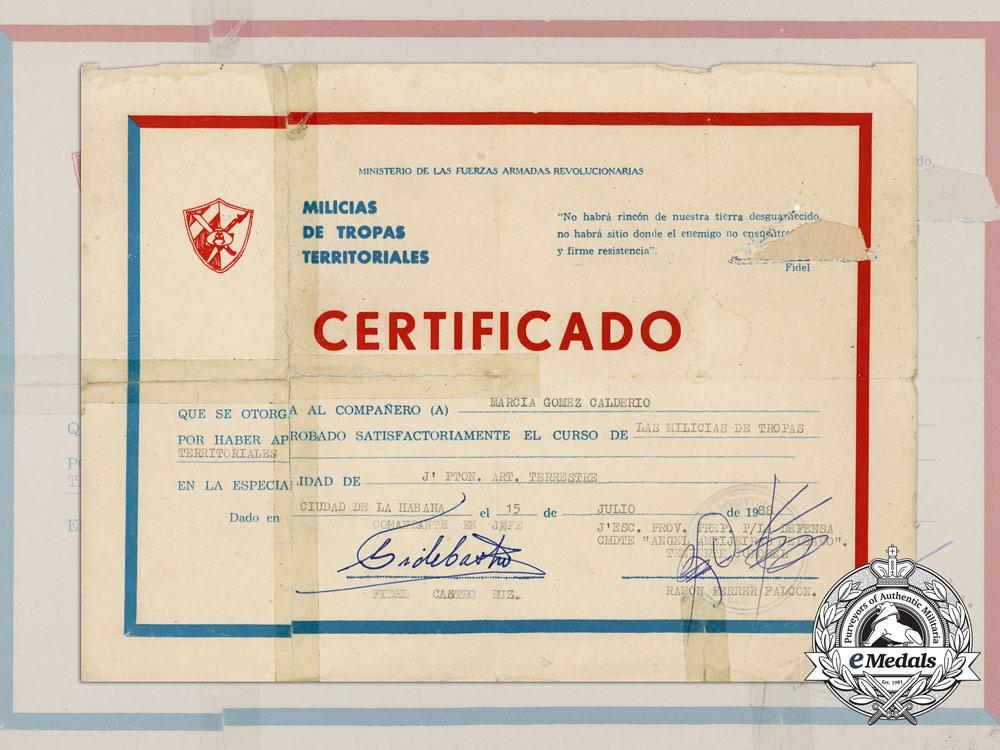 MINISTERIO DE LAS FUERZAS ARMADAS REVOLUCIONARIAS
MILICIAS
DE TROPAS
TERRITORIALES
"No habrá rincón de nuestra tierra desguarnecido,
no habrá sitio donde el enemigo no encuentre
y firme resistencia".
Fidel
CERTIFICADO
QUE SE OTORGA AL COMPAÑERO (A) MARCIA GOMEZ CALDERIO
POR HABER APROBADO SATISFACTORIAMENTE EL CURSO DE LAS MILICIAS DE TROPAS
TERRITORIALES
EN LA ESPECIALIDAD DE J' PTON. ART. TERRESTRE
Dado en CIUDAD DE LA HABANA el 15 de JULIO de 1988
COMANDANTE EN JEFE
J'ESC. PROV. PREP. P/LA DEFENSA
CMDTE "ANGEL
TENIENTE CORONEL
FIDEL CASTRO RUZ.
RAMON FERRER FALCON.
Purveyors of Authentic Militaria
eMedals
Est. 1981